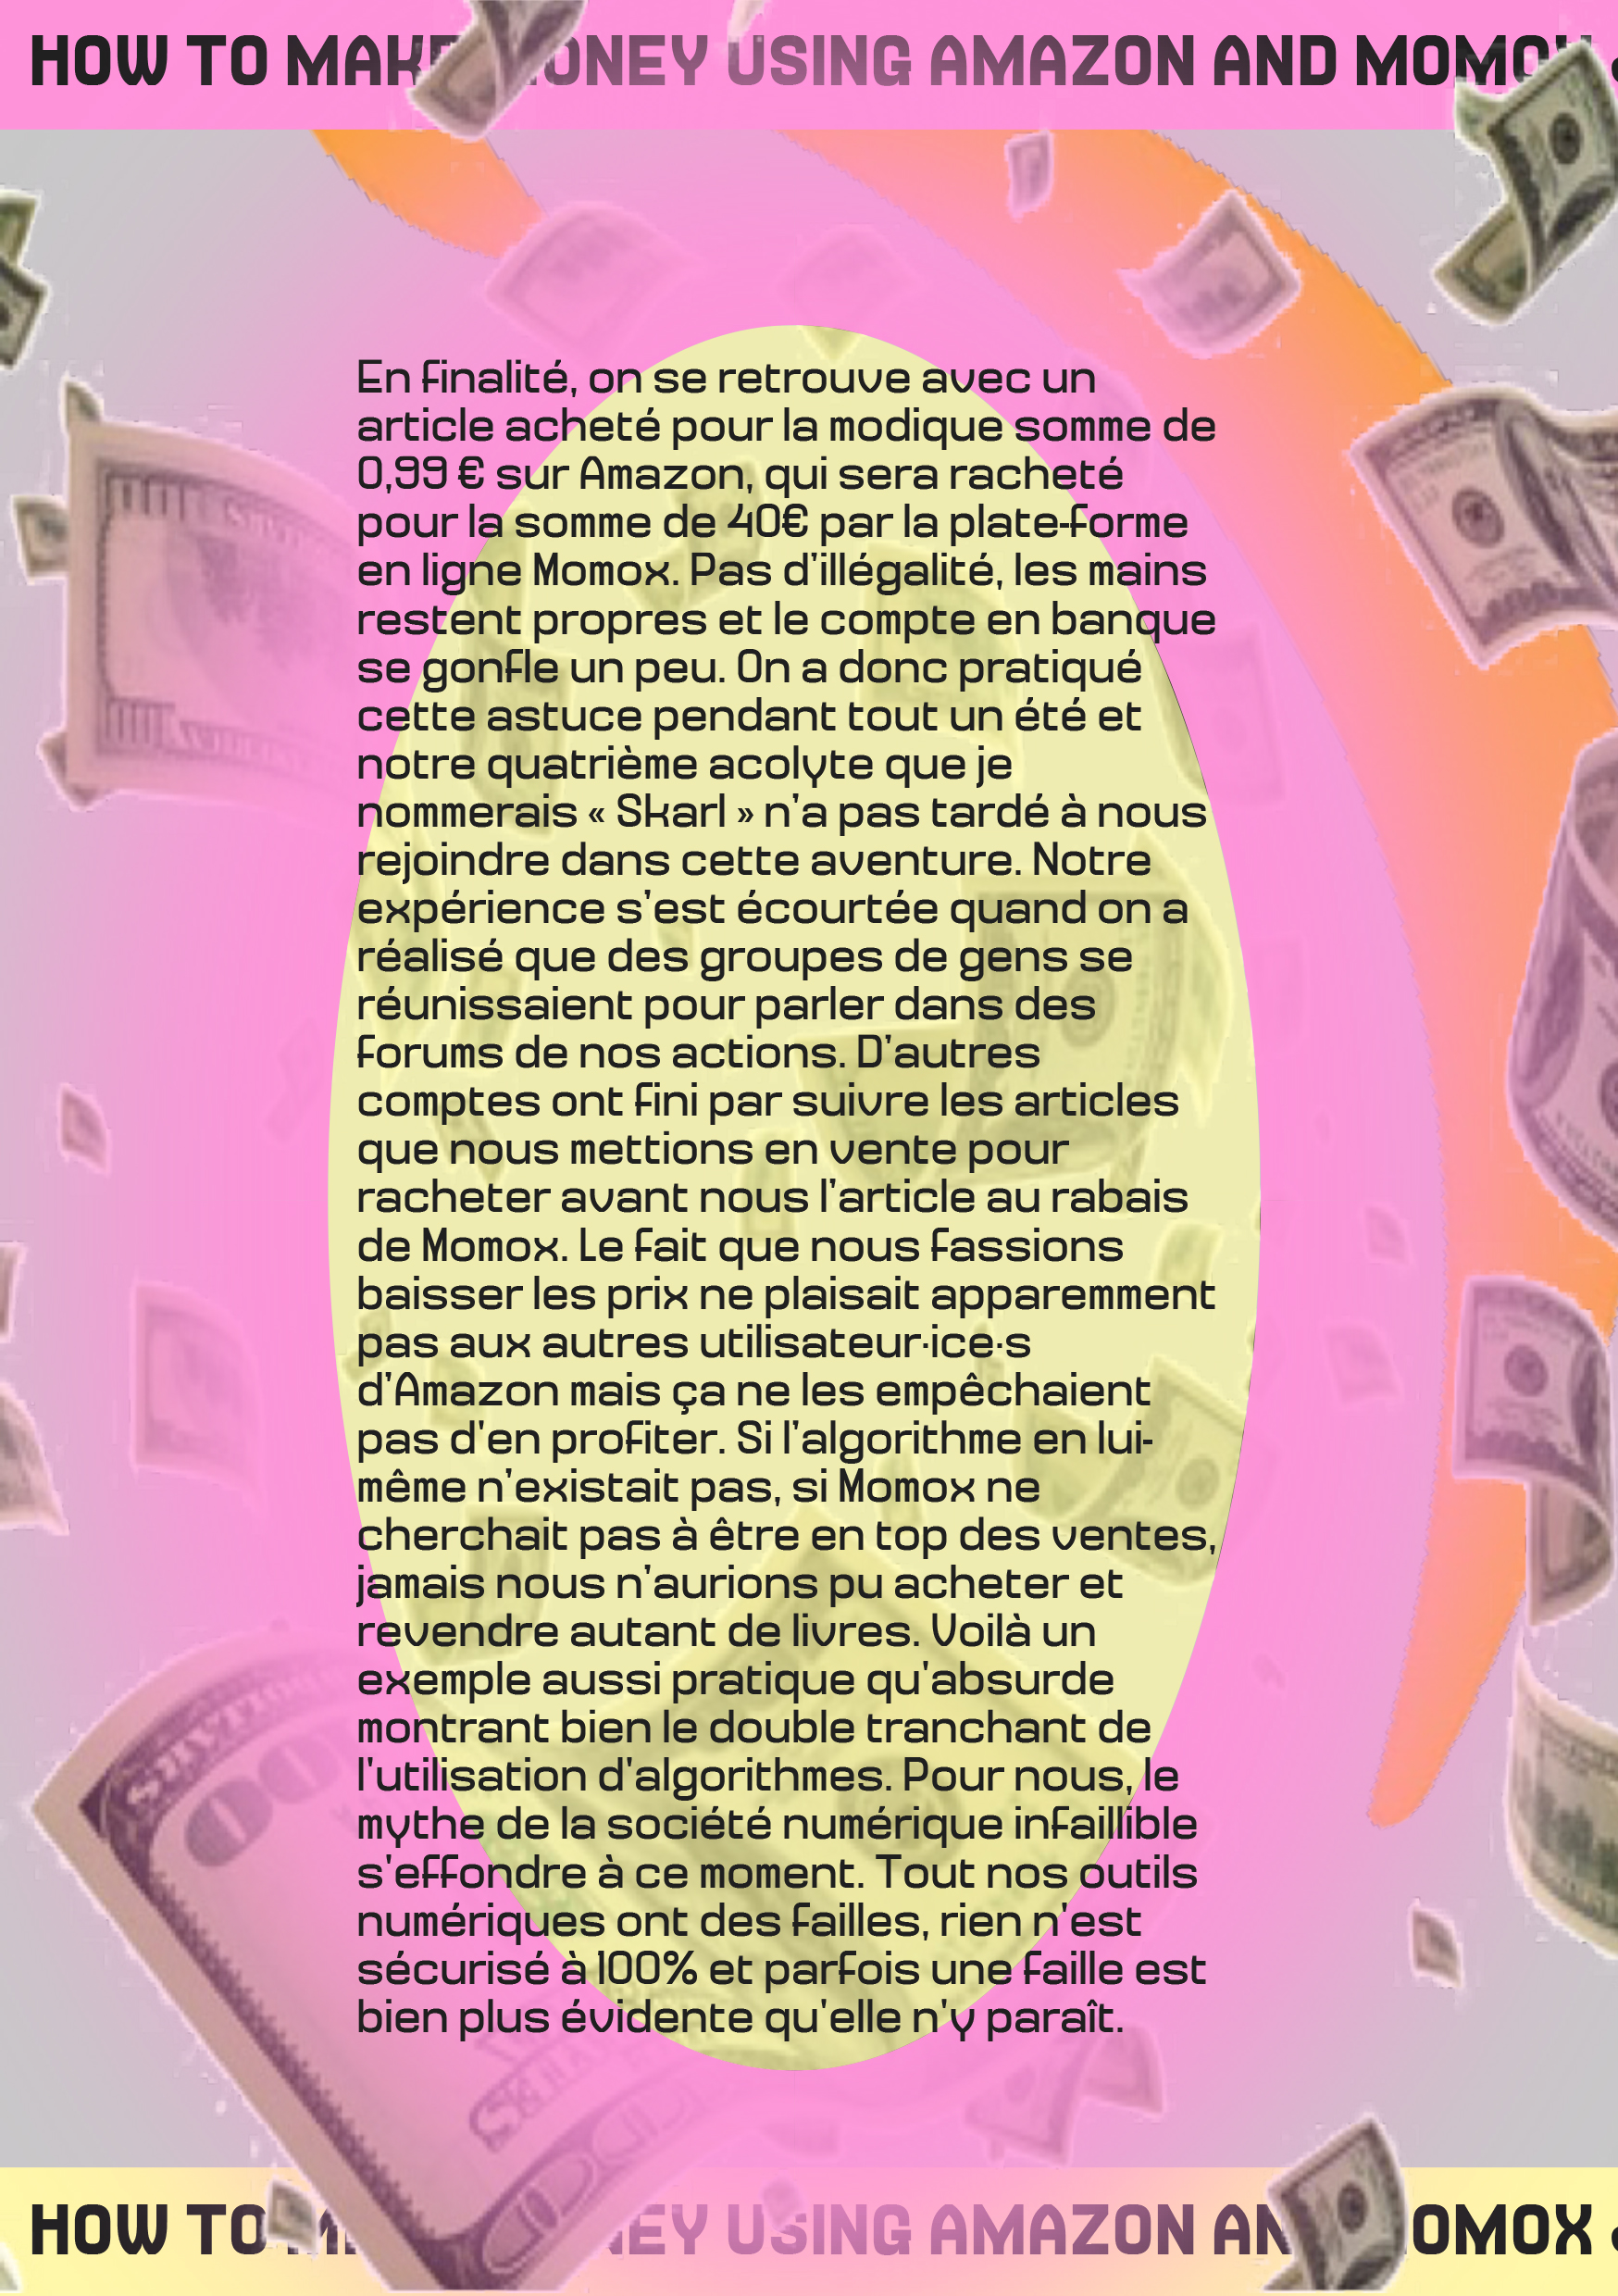 HOW TO MAKE MONEY USING AMAZON AND MOMOX
En finalité, on se retrouve avec un
article acheté pour la modique somme de
0,99 € sur Amazon, qui sera racheté
pour la somme de 40€ par la plate-forme
en ligne Momox. Pas d’illégalité, les mains
restent propres et le compte en banque
se gonfle un peu. On a donc pratiqué
cette astuce pendant tout un été et
notre quatrième acolyte que je
nommerais « Skarl » n’a pas tardé à nous
rejoindre dans cette aventure. Notre
expérience s’est écourtée quand on a
réalisé que des groupes de gens se
réunissaient pour parler dans des
forums de nos actions. D’autres
comptes ont fini par suivre les articles
que nous mettions en vente pour
racheter avant nous l’article au rabais
de Momox. Le fait que nous fassions
baisser les prix ne plaisait apparemment
pas aux autres utilisateur·ice·s
d’Amazon mais ça ne les empêchaient
pas d’en profiter. Si l’algorithme en lui-
même n’existait pas, si Momox ne
cherchait pas à être en top des ventes,
jamais nous n’aurions pu acheter et
revendre autant de livres. Voilà un
exemple aussi pratique qu’absurde
montrant bien le double tranchant de
l’utilisation d’algorithmes. Pour nous, le
mythe de la société numérique infaillible
s’effondre à ce moment. Tout nos outils
numériques ont des failles, rien n’est
sécurisé à 100% et parfois une faille est
bien plus évidente qu’elle n’y paraît.
HOW TO MAKE MONEY USING AMAZON AND MOMOX